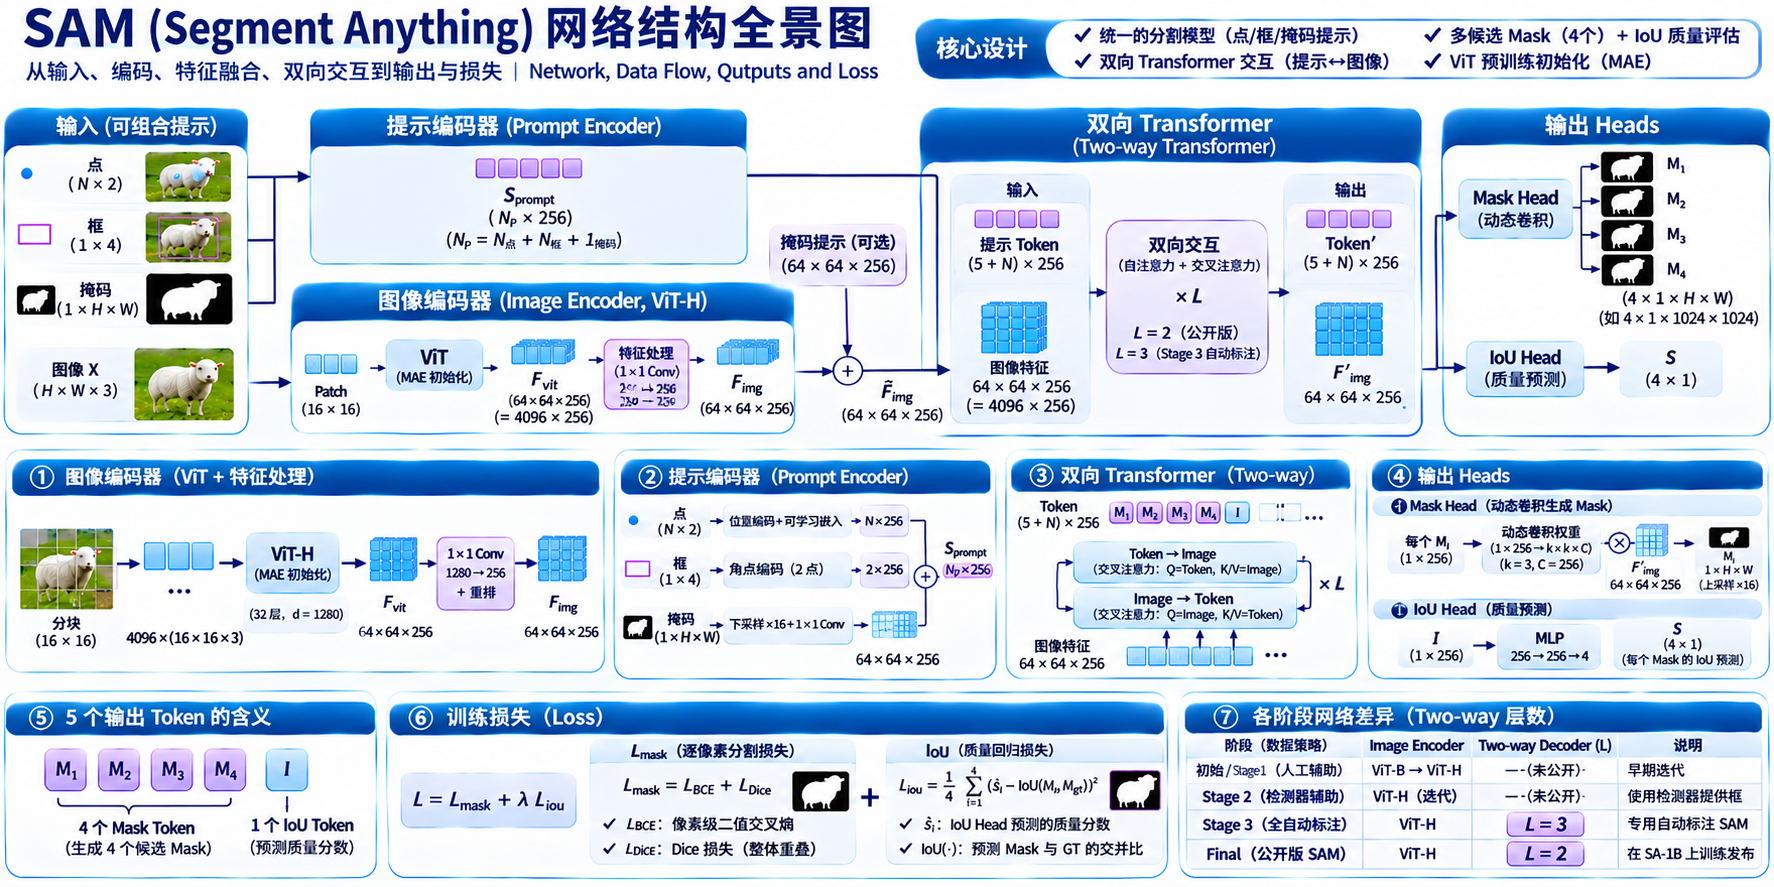 SAM (Segment Anything) 网络结构全景图
从输入、编码、特征融合、双向交互到输出与损失 | Network, Data Flow, Qutputs and Loss
核心设计
✓ 统一的分割模型（点/框/掩码提示）
✓ 多候选 Mask（4个）+ IoU 质量评估
✓ 双向 Transformer 交互（提示↔图像）
✓ ViT 预训练初始化（MAE）
输入 (可组合提示)
点
( N × 2)
框
(1 × 4)
掩码
(1 × H × W)
图像 X
( H × W × 3)
提示编码器 (Prompt Encoder)
Sprompt
( NP × 256)
(NP = N点 + N框 + 1掩码)
图像编码器 (Image Encoder, ViT-H)
Patch
(16 × 16)
ViT
(MAE 初始化)
Fvit
(64×64×256)
(= 4096 × 256)
特征处理
(1×1 Conv)
Fimg
(64×64×256)
掩码提示 (可选)
(64 × 64 × 256)
+
F̃img
(64 × 64 × 256)
双向 Transformer
(Two-way Transformer)
输入
提示 Token
(5 + N) × 256
图像特征
64 × 64 × 256
(= 4096 × 256)
双向交互
(自注意力 + 交叉注意力)
× L
L = 2（公开版）
L = 3（Stage 3 自动标注）
输出
Token′
(5 + N) × 256
F′img
64 × 64 × 256
输出 Heads
Mask Head
(动态卷积)
M1
M2
M3
M4
(4 × 1 × H × W)
(如 4 × 1 × 1024 × 1024)
IoU Head
(质量预测)
S
(4 × 1)
① 图像编码器（ViT + 特征处理）
分块
(16 × 16)
4096×(16×16×3)
ViT-H
(MAE 初始化)
(32 层, d = 1280)
Fvit
64×64×256
1×1 Conv
1280→256
+ 重排
Fimg
64×64×256
② 提示编码器（Prompt Encoder)
点
(N×2)
位置编码+可学习嵌入
N×256
框
(1×4)
角点编码（2 点）
2×256
掩码
(1×H×W)
下采样×16+1×1 Conv
64×64×256
+
Sprompt
NP×256
③ 双向 Transformer（Two-way）
Token
(5 + N) × 256
M1 M2 M3 M4 I ...
Token → Image
(交叉注意力: Q=Token, K/V=Image)
Image → Token
(交叉注意力: Q=Image, K/V=Token)
× L
图像特征
64 × 64 × 256
④ 输出 Heads
Mask Head（动态卷积生成 Mask）
每个 Mi
(1×256)
动态卷积权重
(1×256→k×k×C)
(k = 3, C = 256)
×
F′img
64×64×256
Mi
1×H×W
(上采样 ×16)
IoU Head（质量预测）
I
(1×256)
MLP
256→256→4
S
(4×1)
(每个 Mask 的 IoU 预测)
⑤ 5 个输出 Token 的含义
M1 M2 M3 M4 I
4 个 Mask Token
(生成 4 个候选 Mask)
1 个 IoU Token
(预测质量分数)
⑥ 训练损失（Loss）
L = Lmask + λ Liou
Lmask（逐像素分割损失）
Lmask = LBCE + LDice
✓ LBCE: 像素级二值交叉熵
✓ LDICE: Dice 损失（整体重叠）
+
IoU（质量回归损失）
Liou = 1/4 ∑ i=1 4 (ŝi − IoU(Mi, Mgt))²
✓ ŝi: IoU Head 预测的质量分数
✓ IoU(·): 预测 Mask 与 GT 的交并比
⑦ 各阶段网络差异（Two-way 层数）
阶段（数据策略） Image Encoder Two-way Decoder (L) 说明
初始 / Stage1（人工辅助） ViT-B → ViT-H —-(未公开)- 早期迭代
Stage 2（检测器辅助） ViT-H（迭代） —-(未公开)- 使用检测器提供框
Stage 3（全自动标注） ViT-H L = 3 专用自动标注 SAM
Final（公开版 SAM） ViT-H L = 2 在 SA-1B 上训练发布